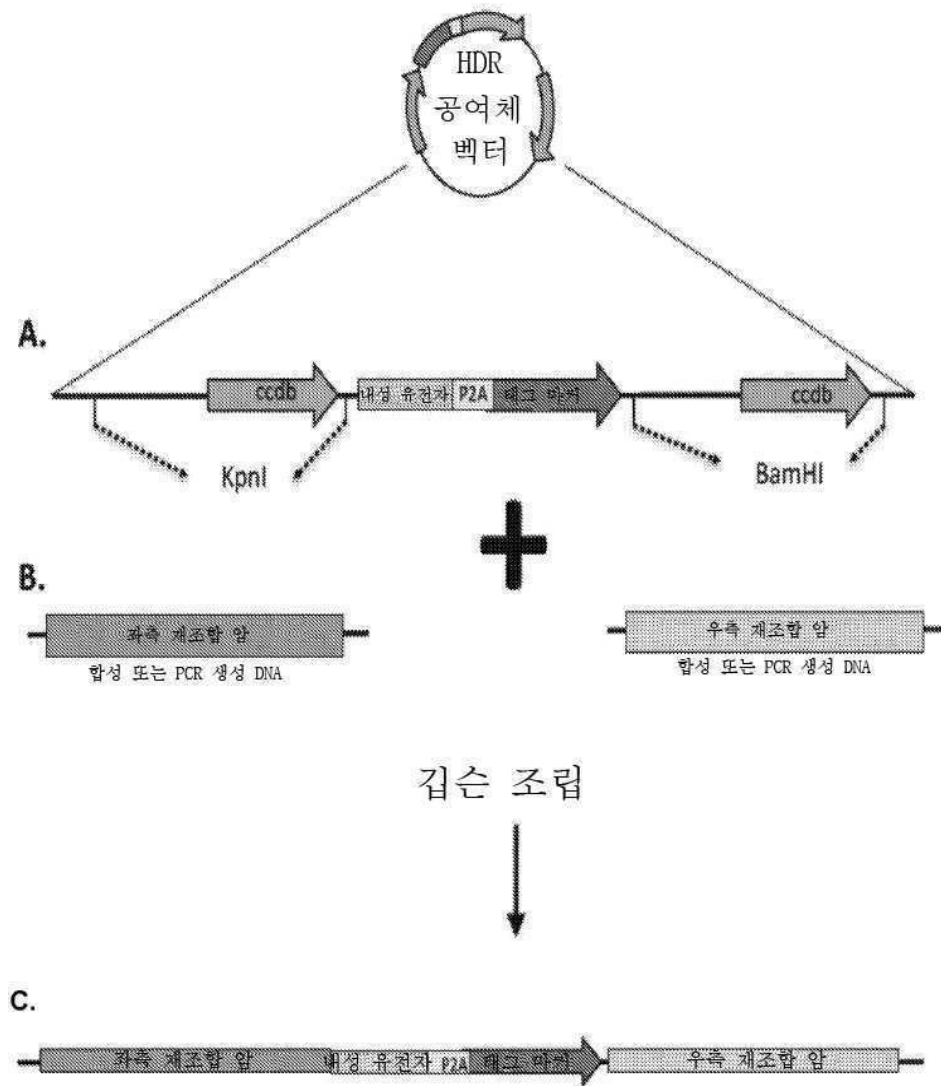 HDR
공여체
벡터
A.
ccdb 내성 유전자 P2A 태그 마커 ccdb
KpnI BamHI
B.
좌측 재조합 암 우측 재조합 암
합성 또는 PCR 생성 DNA 합성 또는 PCR 생성 DNA
깁슨 조립
C.
좌측 재조합 암 내성 유전자 P2A 태그 마커 우측 재조합 암